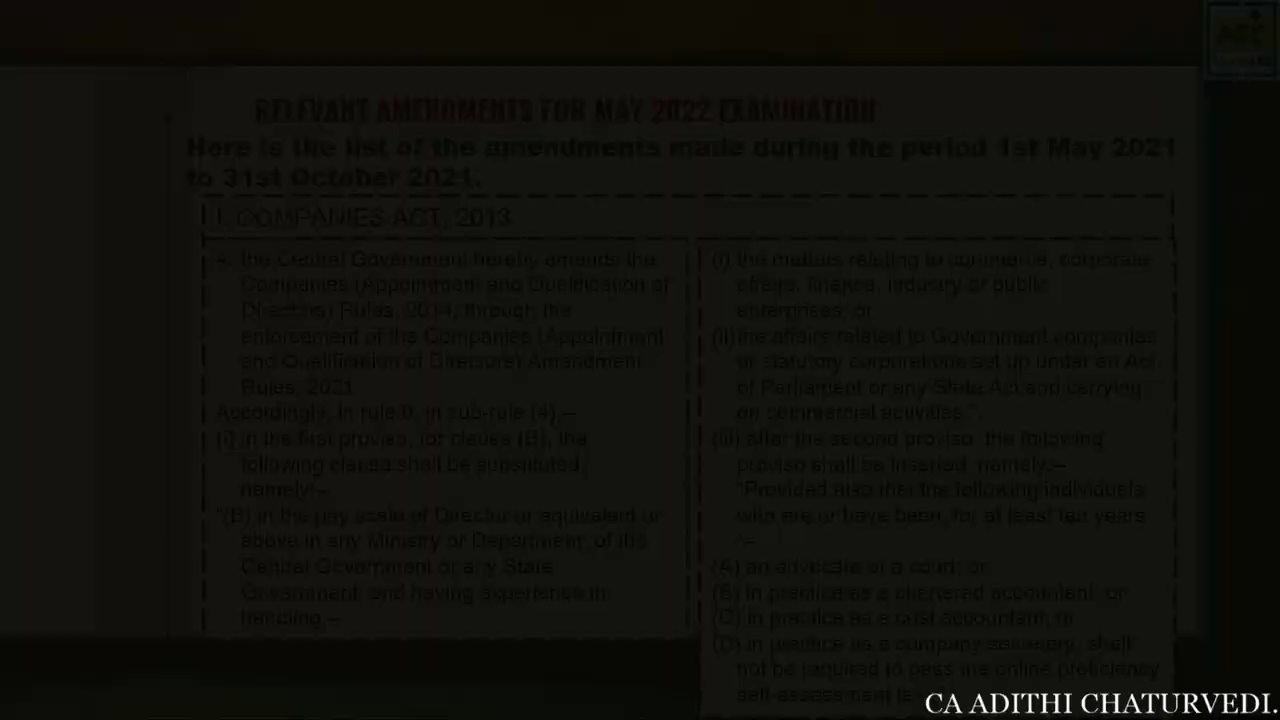 RELEVANT AMENDMENTS FOR MAY 2022 EXAMINATION
Here is the list of the amendments made during the period 1st May 2021
to 31st October 2021.
I. COMPANIES ACT, 2013
4. the Central Government hereby amends the
Companies (Appointment and Qualification of
Directors) Rules, 2014, through the
enforcement of the Companies (Appointment
and Qualification of Directors) Amendment
Rules, 2021
Accordingly, in rule 6, in sub-rule (4),—
(i) in the first proviso, for clause (B), the
following clause shall be substituted,
namely:—
"(B) in the pay scale of Director or equivalent or
above in any Ministry or Department, of the
Central Government or any State
Government, and having experience in
handling,—
(i) the matters relating to commerce, corporate
affairs, finance, industry or public
enterprises; or
(ii) the affairs related to Government companies
or statutory corporations set up under an Act
of Parliament or any State Act and carrying
on commercial activities.".
(iii) after the second proviso, the following
proviso shall be inserted, namely:—
"Provided also that the following individuals
who are or have been, for at least ten years
:—
(A) an advocate of a court; or
(B) in practice as a chartered accountant; or
(C) in practice as a cost accountant; or
(D) in practice as a company secretary, shall
not be required to pass the online proficiency
self-assessment
CA ADITHI CHATURVEDI.